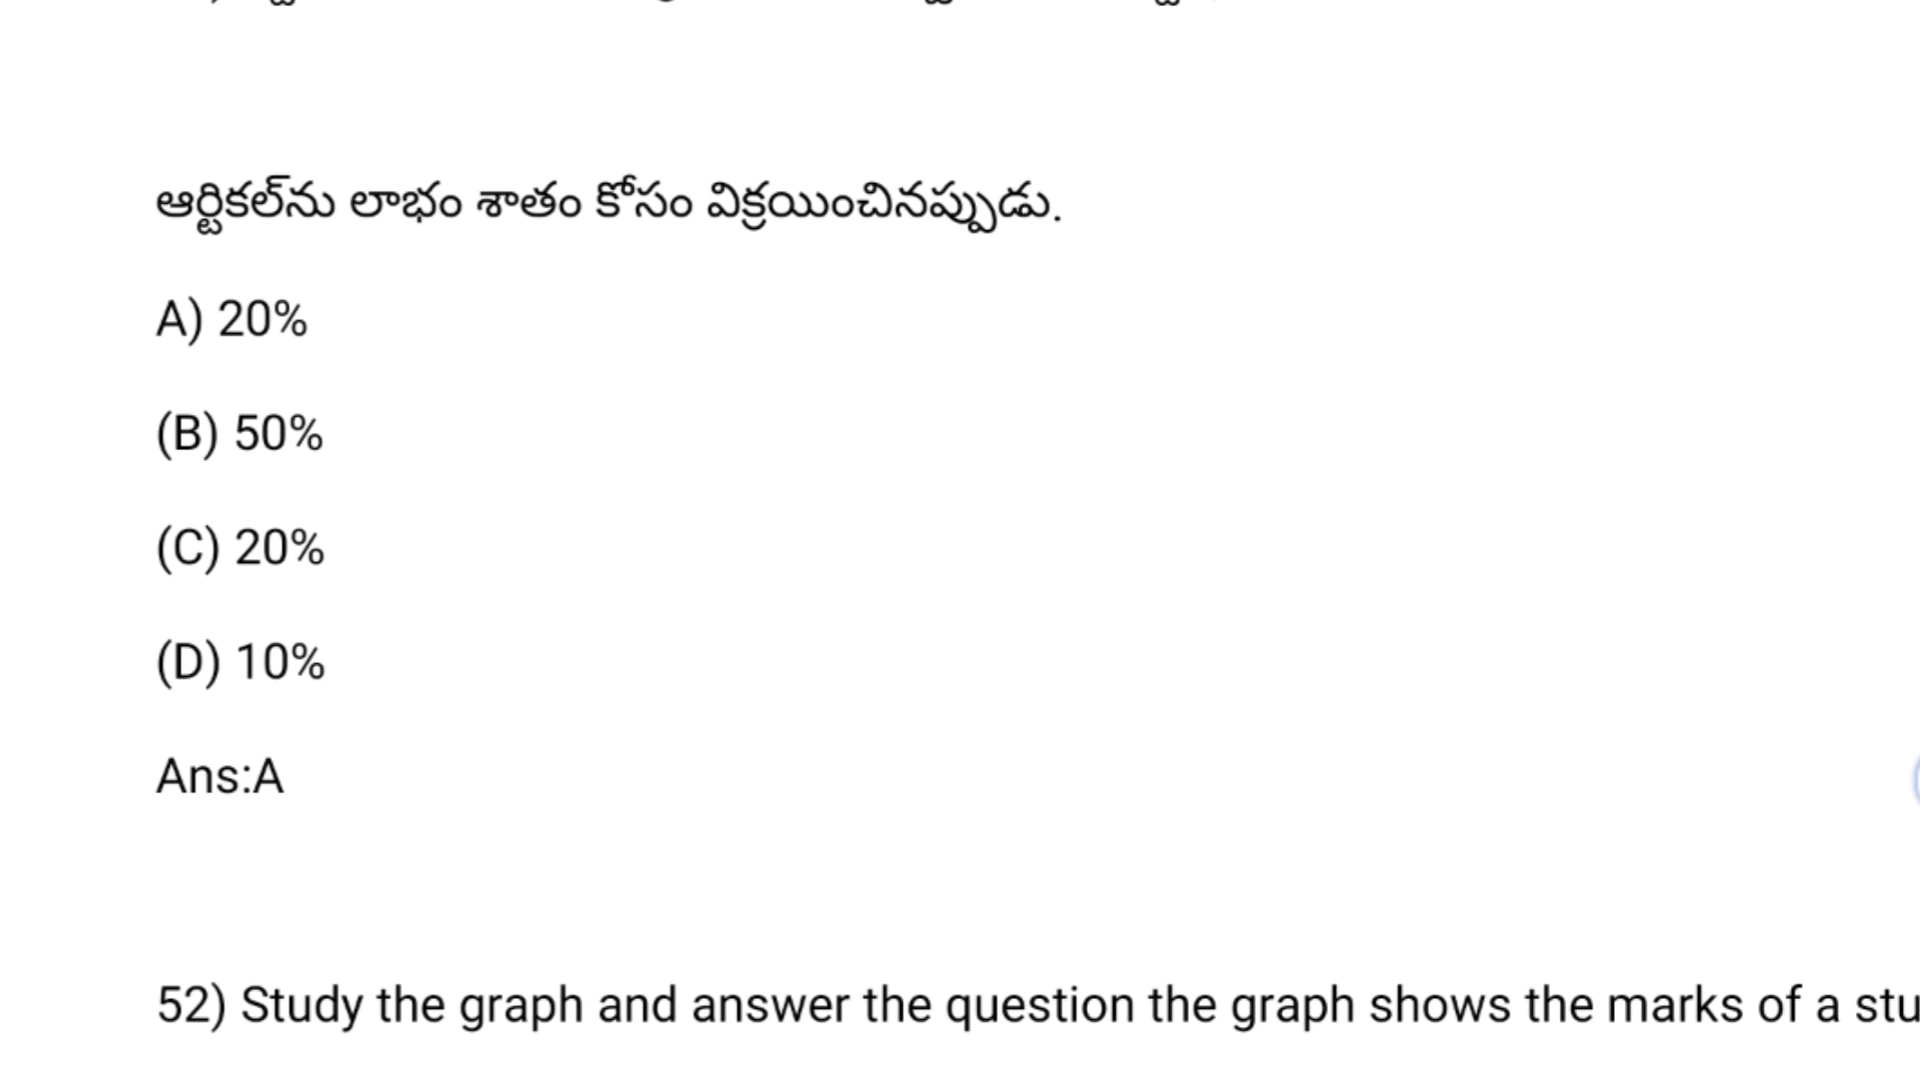 ఆర్టికల్‌ను లాభం శాతం కోసం విక్రయించినప్పుడు.
A) 20%
(B) 50%
(C) 20%
(D) 10%
Ans:A
52) Study the graph and answer the question the graph shows the marks of a